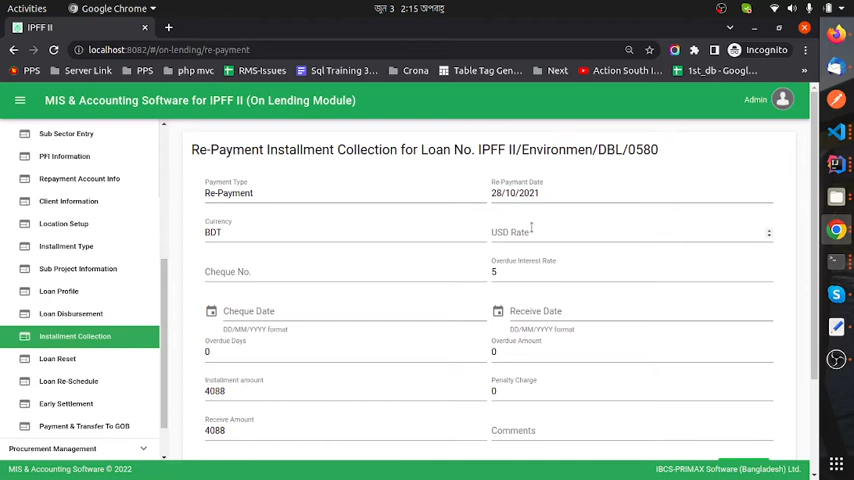 Activities
Google Chrome
জুন 3 2:15 অপরাহ্ণ
IPFF II
localhost:8082/#/on-lending/re-payment
Incognito
PPS
Server Link
PPS
php mvc
RMS-Issues
Sql Training 3...
Crona
Table Tag Gen...
Next
Action South I...
1st_db - Googl...
MIS & Accounting Software for IPFF II (On Lending Module)
Admin
Sub Sector Entry
PFI Information
Repayment Account Info
Client Information
Location Setup
Installment Type
Sub Project Information
Loan Profile
Loan Disbursement
Installment Collection
Loan Reset
Loan Re-Schedule
Early Settlement
Payment & Transfer To GOB
Procurement Management
Re-Payment Installment Collection for Loan No. IPFF II/Environmen/DBL/0580
Payment Type
Re-Payment
Re Paymant Date
28/10/2021
Currency
BDT
USD Rate
Cheque No.
Overdue Interest Rate
5
Cheque Date
DD/MM/YYYY format
Receive Date
DD/MM/YYYY format
Overdue Days
0
Overdue Amount
0
Installment amount
4088
Penalty Charge
0
Receive Amount
4088
Comments
MIS & Accounting Software © 2022
IBCS-PRIMAX Software (Bangladesh) Ltd.